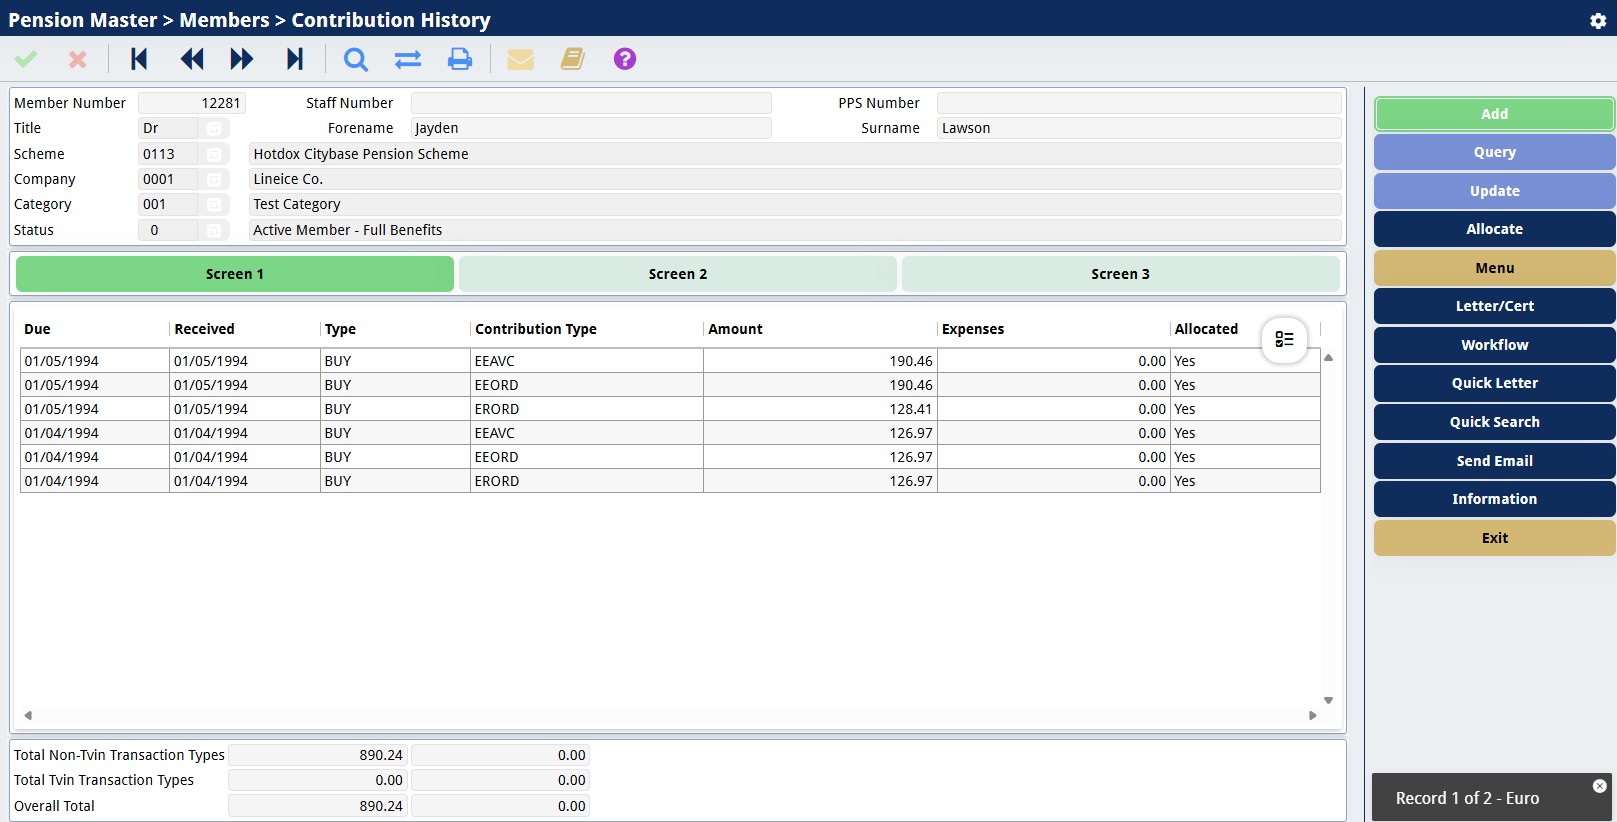 Pension Master > Members > Contribution History
Member Number 12281 Staff Number PPS Number
Title Dr Forename Jayden Surname Lawson
Scheme 0113 Hotdox Citybase Pension Scheme
Company 0001 Lineice Co.
Category 001 Test Category
Status 0 Active Member - Full Benefits
Screen 1 Screen 2 Screen 3
Due Received Type Contribution Type Amount Expenses Allocated
01/05/1994 01/05/1994 BUY EEAVC 190.46 0.00 Yes
01/05/1994 01/05/1994 BUY EEORD 190.46 0.00 Yes
01/05/1994 01/05/1994 BUY ERORD 128.41 0.00 Yes
01/04/1994 01/04/1994 BUY EEAVC 126.97 0.00 Yes
01/04/1994 01/04/1994 BUY EEORD 126.97 0.00 Yes
01/04/1994 01/04/1994 BUY ERORD 126.97 0.00 Yes
Total Non-Tvin Transaction Types 890.24 0.00
Total Tvin Transaction Types 0.00 0.00
Overall Total 890.24 0.00
Add
Query
Update
Allocate
Menu
Letter/Cert
Workflow
Quick Letter
Quick Search
Send Email
Information
Exit
Record 1 of 2 - Euro